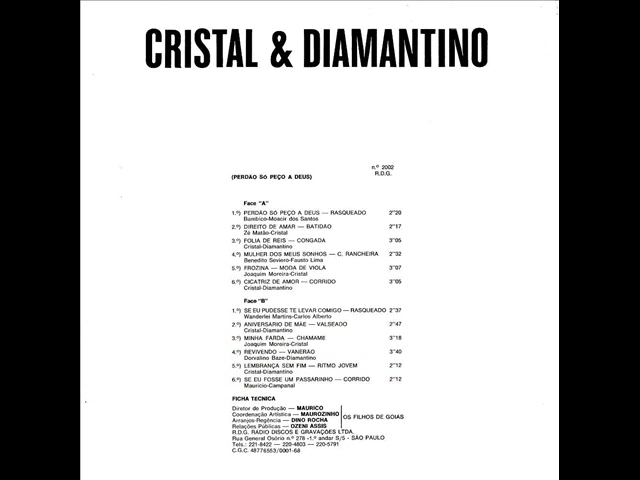 CRISTAL & DIAMANTINO
n.º 2002
R.D.G.
(PERDÃO SÓ PEÇO A DEUS)
Face "A"
1.º) PERDÃO SÓ PEÇO A DEUS — RASQUEADO 2"20
Bambico-Moacir dos Santos
2.º) DIREITO DE AMAR — BATIDÃO 2"17
Zé Matão-Cristal
3.º) FOLIA DE REIS — CONGADA 3"05
Cristal-Diamantino
4.º) MULHER DOS MEUS SONHOS — C. RANCHEIRA 2"32
Benedito Seviero-Fausto Lima
5.º) FROZINA — MODA DE VIOLA 3"07
Joaquim Moreira-Cristal
6.º) CICATRIZ DE AMOR — CORRIDO 3"05
Cristal-Diamantino
Face "B"
1.º) SE EU PUDESSE TE LEVAR COMIGO — RASQUEADO 2"37
Wanderlei Martins-Carlos Alberto
2.º) ANIVERSARIO DE MÃE — VALSEADO 2"47
Cristal-Diamantino
3.º) MINHA FARDA — CHAMAME 3"18
Joaquim Moreira-Cristal
4.º) REVIVENDO — VANERÃO 3"40
Dorvalino Baze-Diamantino
5.º) LEMBRANÇA SEM FIM — RITMO JOVEM 2"12
Cristal-Diamantino
6.º) SE EU FOSSE UM PASSARINHO — CORRIDO 2"12
Mauricio-Campanal
FICHA TECNICA
Diretor de Produção — MAURICO
Coordenação Artistica — MAUROZINHO
Arranjos-Regência — DINO ROCHA
OS FILHOS DE GOIAS
Relações Públicas — OZENI ASSIS
R.D.G. RADIO DISCOS E GRAVAÇÕES LTDA.
Rua General Osório n.º 278 -1.º andar S/5 - SÃO PAULO
Tels.: 221-8422 — 220-4803 — 220-5791
C.G.C. 48776553/0001-68